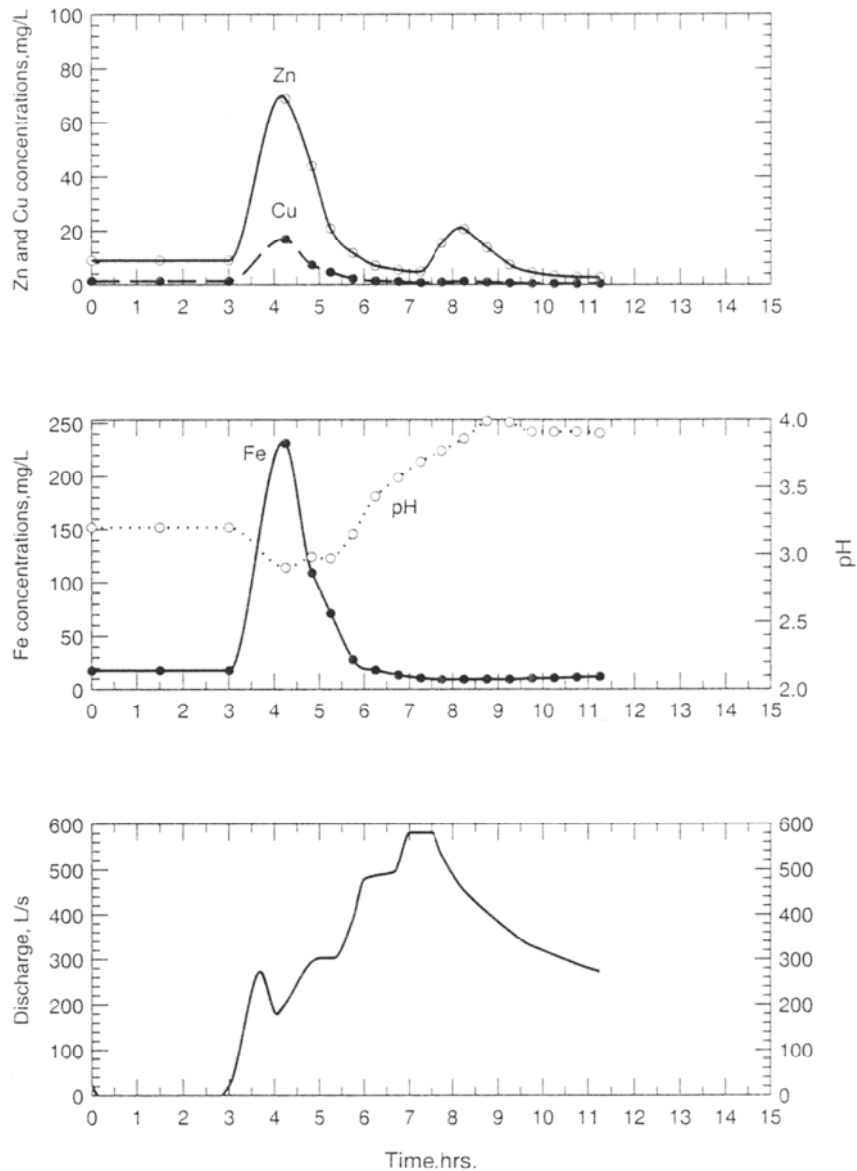 Zn and Cu concentrations,mg/L
100
80
60
40
20
0
Zn
Cu
0 1 2 3 4 5 6 7 8 9 10 11 12 13 14 15
Fe concentrations,mg/L
250
200
150
100
50
0
Fe
pH
4.0
3.5
3.0
2.5
2.0
pH
0 1 2 3 4 5 6 7 8 9 10 11 12 13 14 15
Discharge, L/s
600
500
400
300
200
100
0
600
500
400
300
200
100
0
0 1 2 3 4 5 6 7 8 9 10 11 12 13 14 15
Time.hrs.